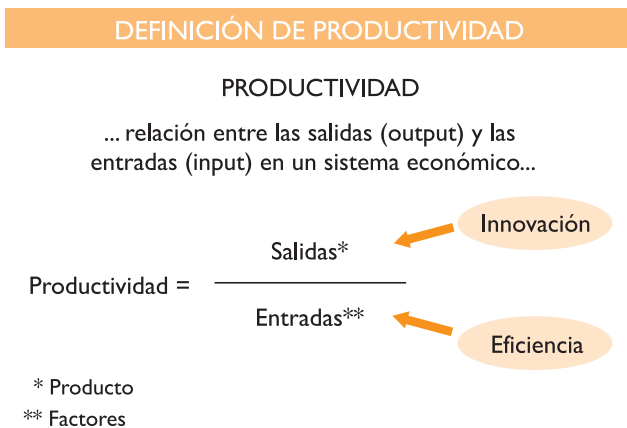 DEFINICIÓN DE PRODUCTIVIDAD
PRODUCTIVIDAD
... relación entre las salidas (output) y las
entradas (input) en un sistema económico...
Innovación
Salidas*
Productividad =
Entradas**
Eficiencia
* Producto
** Factores